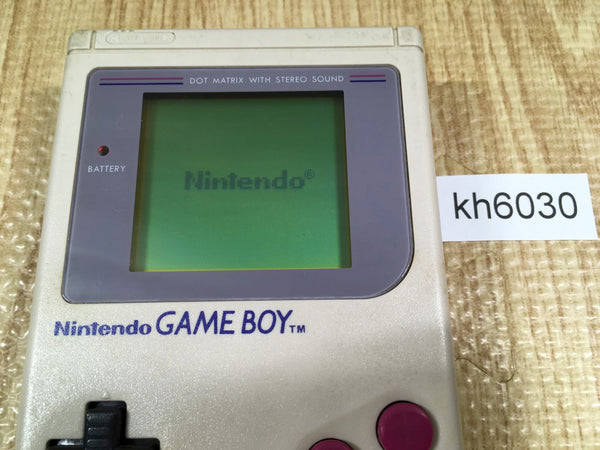 DOT MATRIX WITH STEREO SOUND
BATTERY
Nintendo®
kh6030
Nintendo GAME BOY™